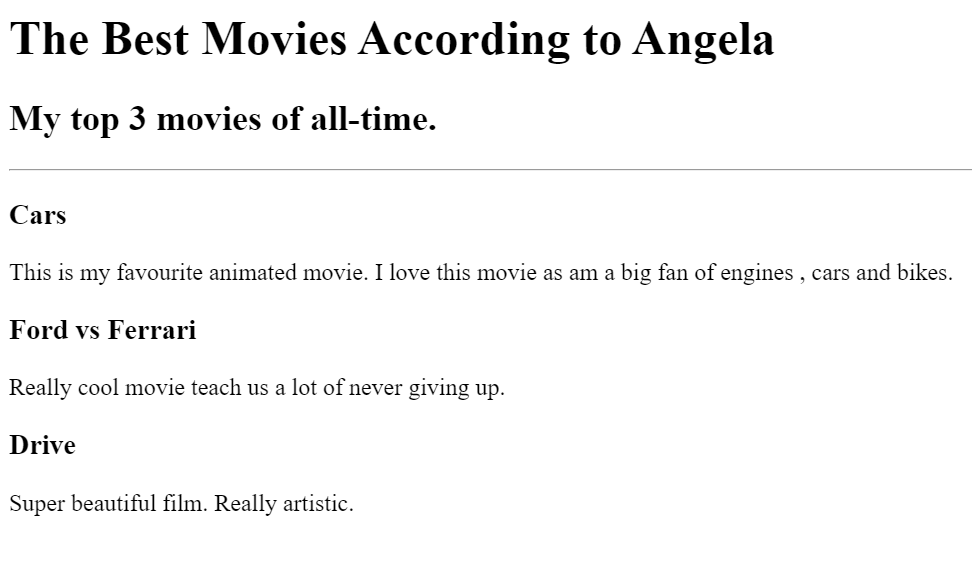 The Best Movies According to Angela
My top 3 movies of all-time.
Cars
This is my favourite animated movie. I love this movie as am a big fan of engines , cars and bikes.
Ford vs Ferrari
Really cool movie teach us a lot of never giving up.
Drive
Super beautiful film. Really artistic.